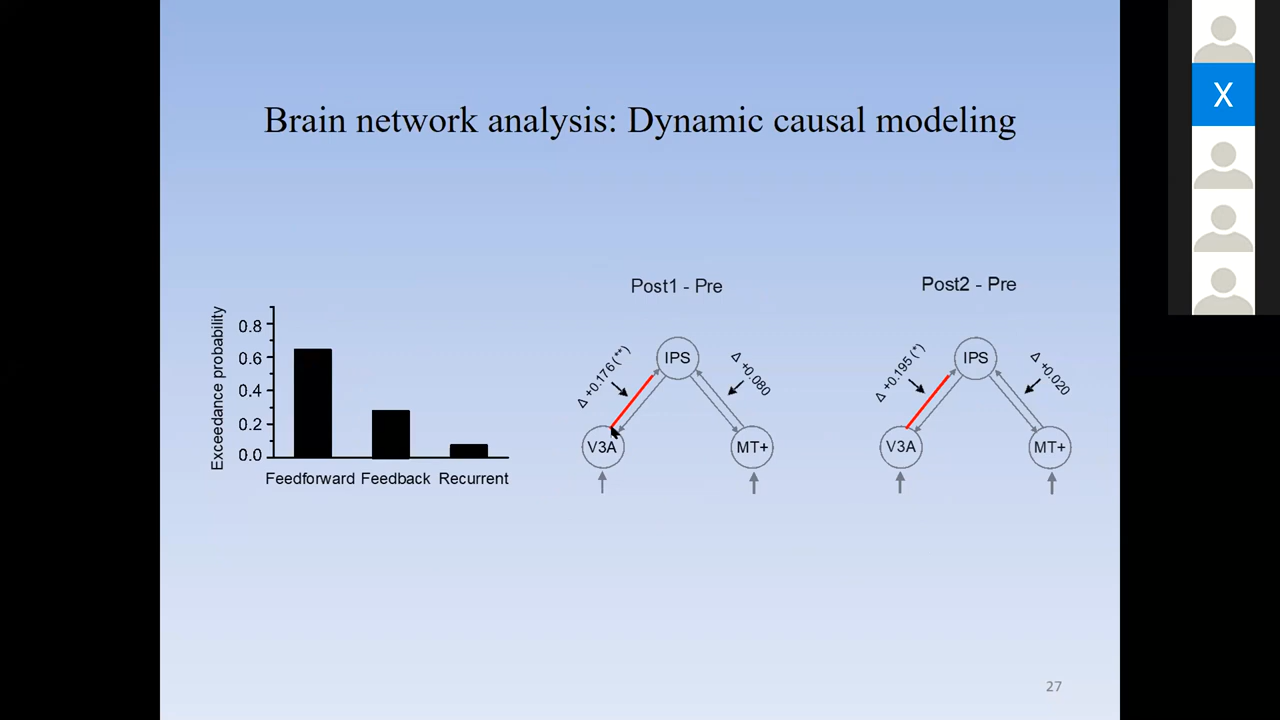 X
Brain network analysis: Dynamic causal modeling
Exceedance probability
0.8
0.6
0.4
0.2
0.0
Feedforward Feedback Recurrent
Post1 - Pre
Δ +0.176 (**)
IPS
Δ +0.080
V3A
MT+
Post2 - Pre
Δ +0.195 (*)
IPS
Δ +0.020
V3A
MT+
27